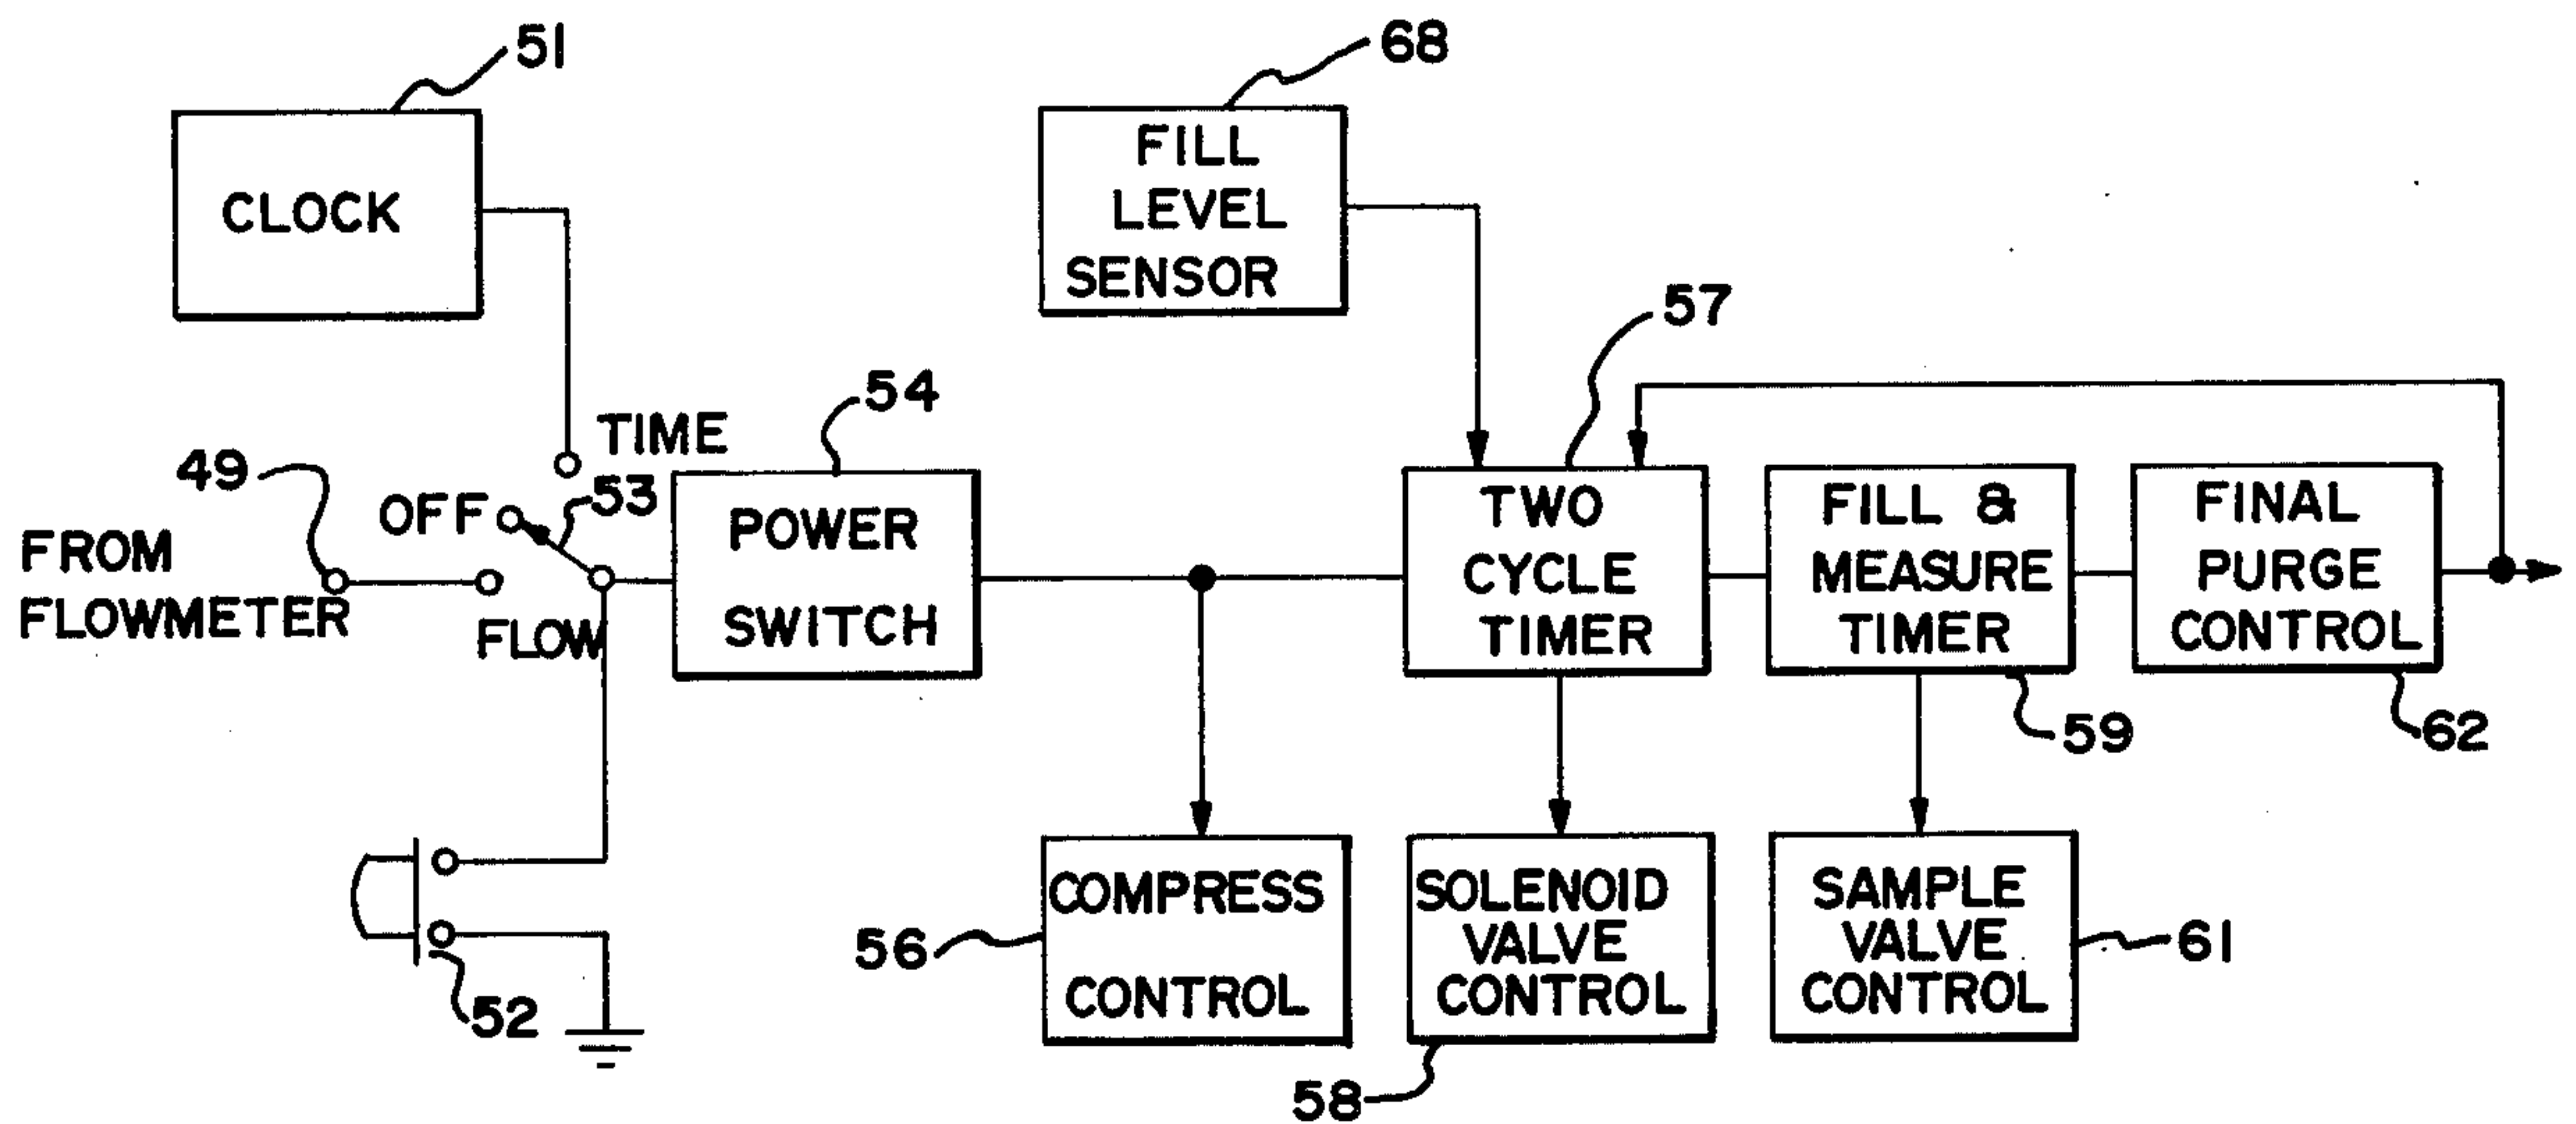 51
CLOCK
68
FILL
LEVEL
SENSOR
57
54
TIME
49
OFF
53
FROM
FLOWMETER
FLOW
POWER
SWITCH
TWO
CYCLE
TIMER
FILL &
MEASURE
TIMER
FINAL
PURGE
CONTROL
59
62
52
56
COMPRESS
CONTROL
SOLENOID
VALVE
CONTROL
58
SAMPLE
VALVE
CONTROL
61